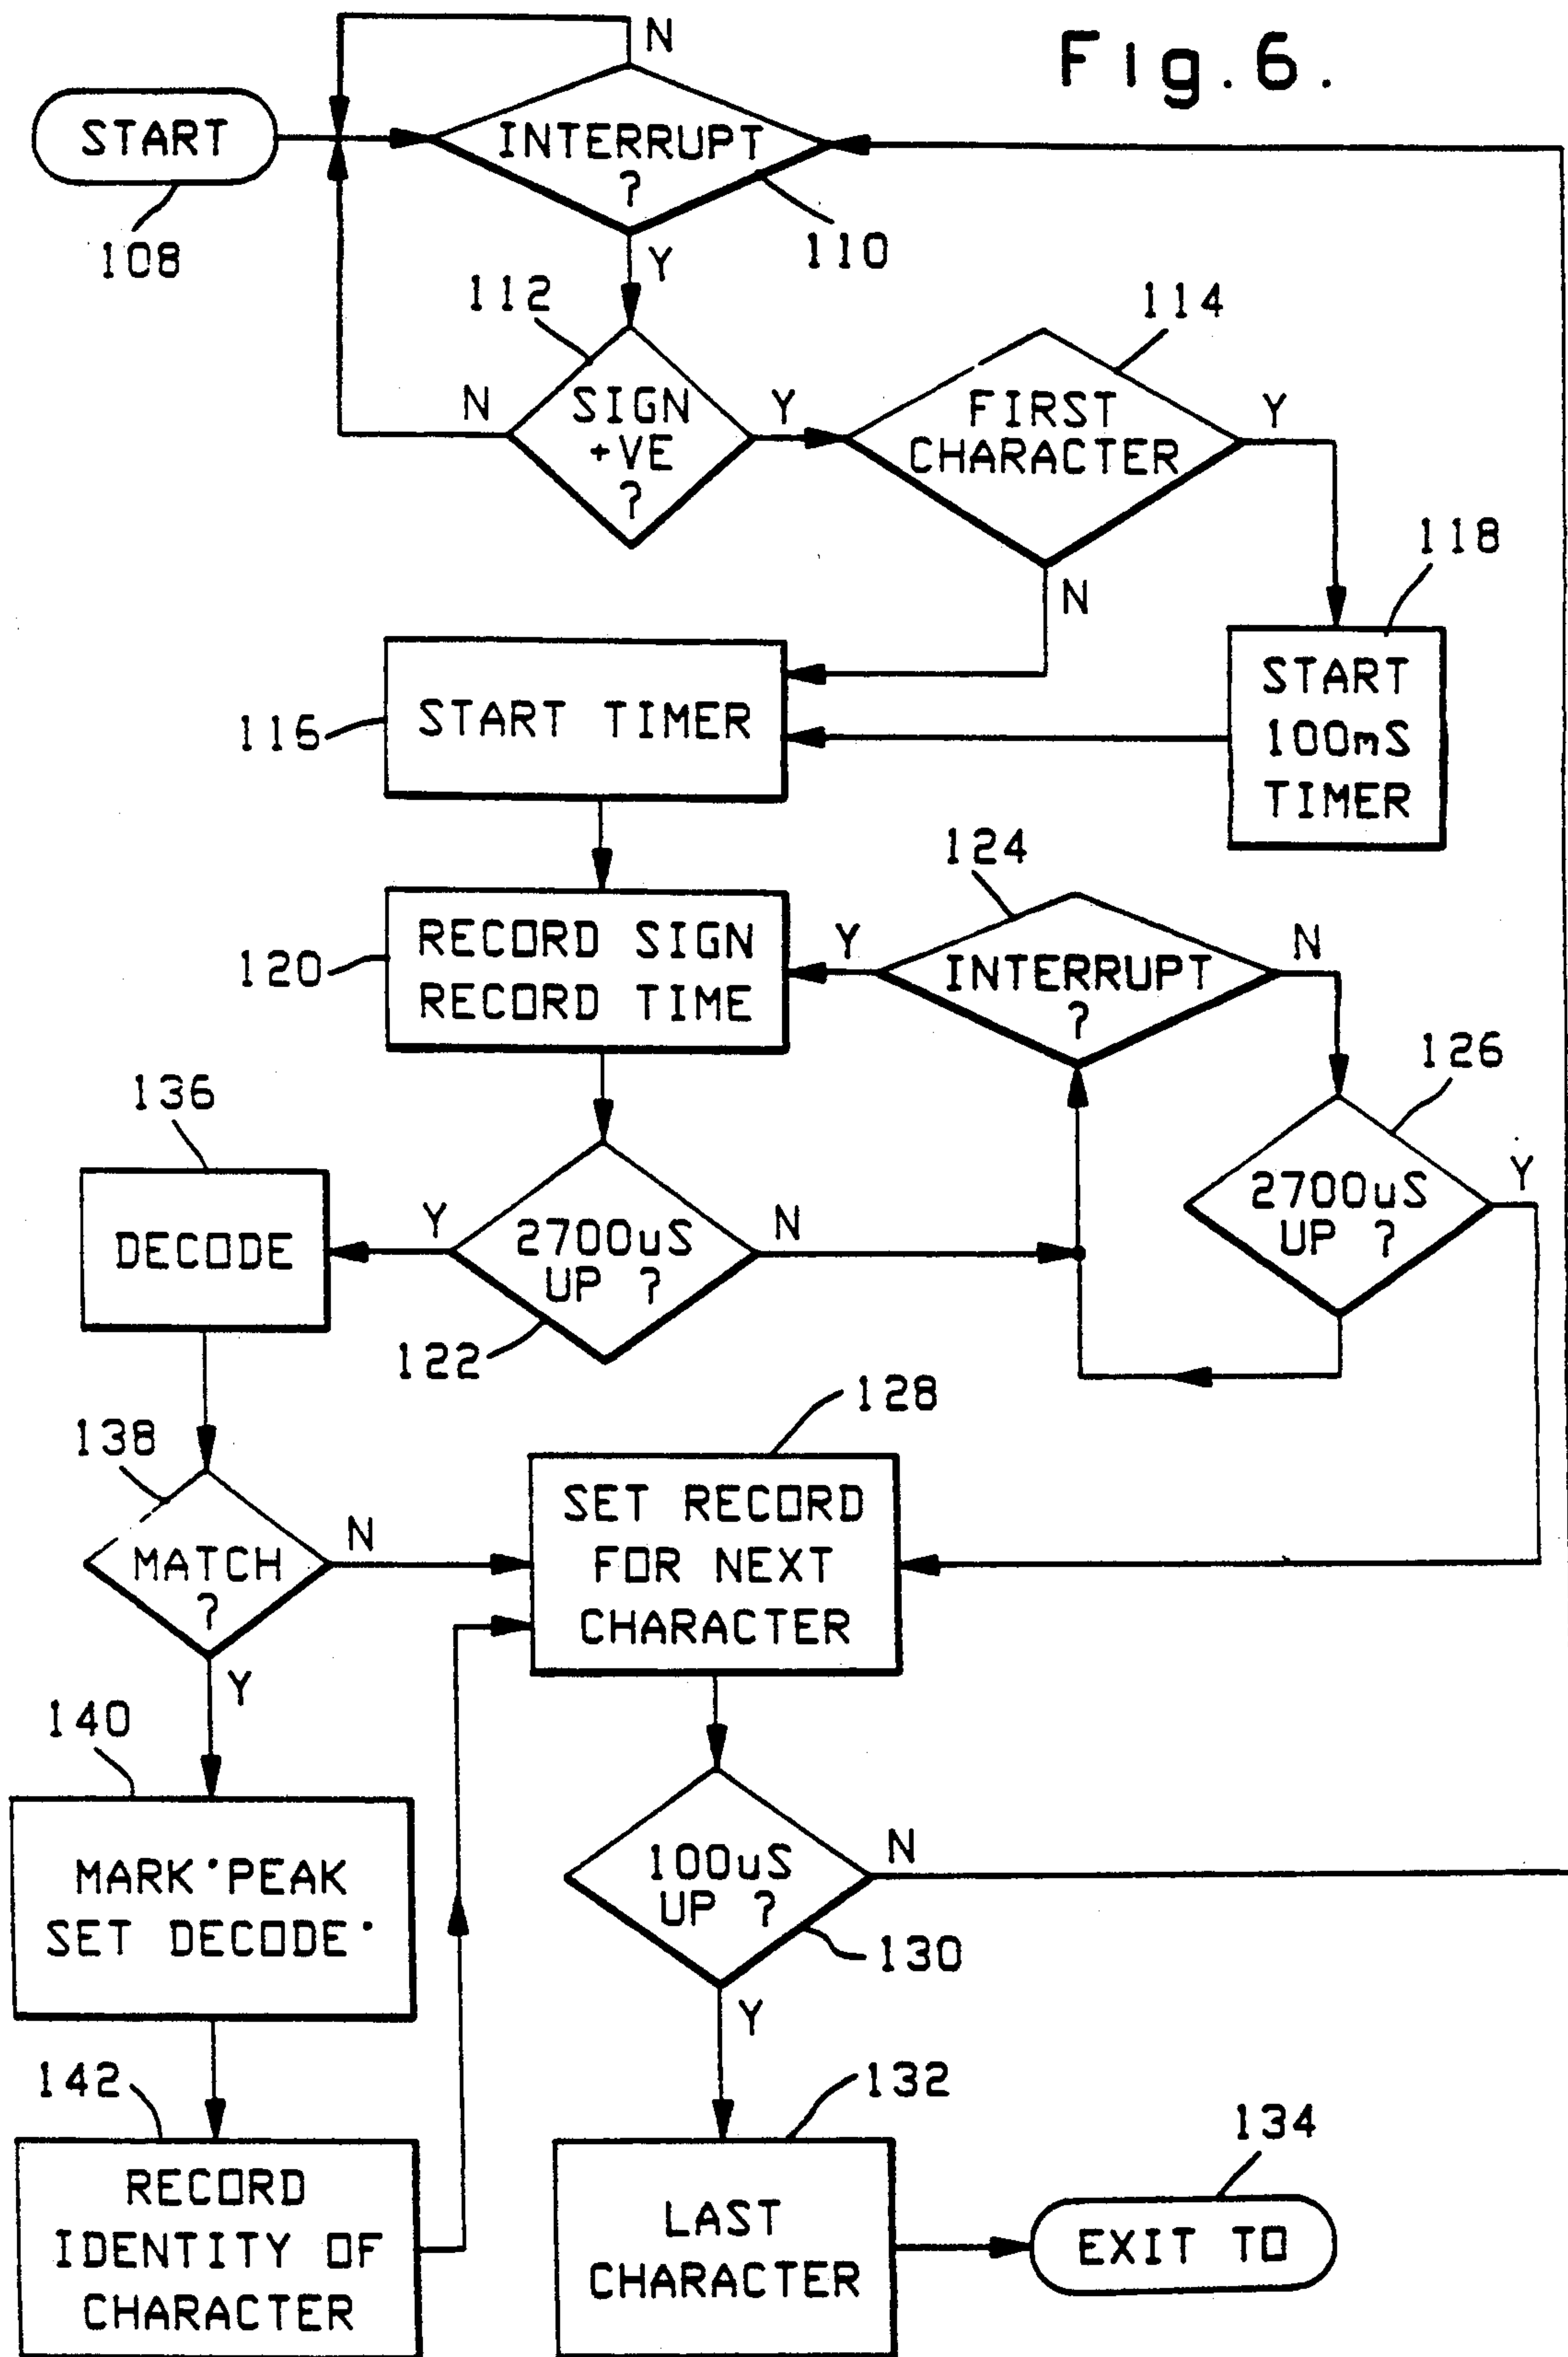 Fig.6.
N
START
INTERRUPT
?
108
110
Y
112
114
N
SIGN
+VE
?
Y
FIRST
CHARACTER
Y
118
N
START TIMER
116
START
100mS
TIMER
124
RECORD SIGN
RECORD TIME
120
Y
INTERRUPT
?
N
126
136
DECODE
Y
2700uS
UP ?
N
122
2700uS
UP ?
Y
128
138
MATCH
?
N
SET RECORD
FOR NEXT
CHARACTER
Y
140
MARK 'PEAK
SET DECODE'
100uS
UP ?
N
130
Y
142
132
134
RECORD
IDENTITY OF
CHARACTER
LAST
CHARACTER
EXIT TO